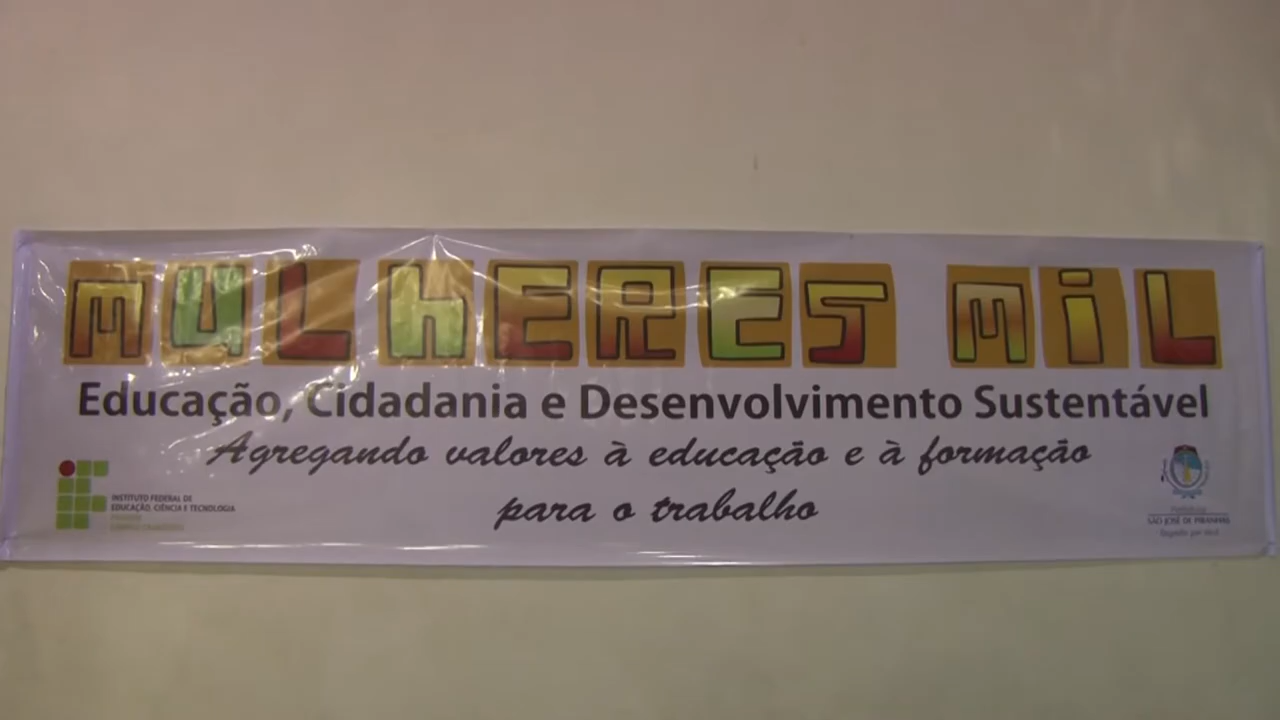 MULHERES MIL
Educação, Cidadania e Desenvolvimento Sustentável
Agregando valores à educação e à formação
para o trabalho
INSTITUTO FEDERAL DE
EDUCAÇÃO, CIÊNCIA E TECNOLOGIA
Prefeitura
SÃO JOSÉ DE PIRANHAS